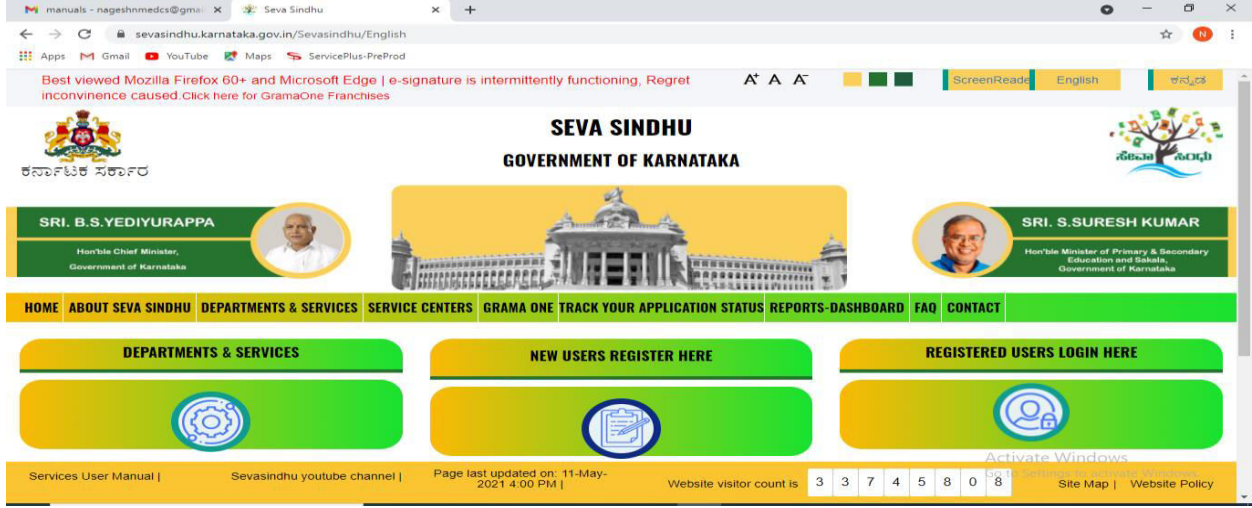 manuals - nageshnmedcs@gmai
Seva Sindhu
sevasindhu.karnataka.gov.in/Sevasindhu/English
Apps Gmail YouTube Maps ServicePlus-PreProd
Best viewed Mozilla Firefox 60+ and Microsoft Edge | e-signature is intermittently functioning, Regret
inconvinence caused.Click here for GramaOne Franchises
A+ A A-
ScreenReade English ಕನ್ನಡ
SEVA SINDHU
GOVERNMENT OF KARNATAKA
ಕರ್ನಾಟಕ ಸರ್ಕಾರ
ಸೇವಾ ಸಿಂಧು
SRI. B.S.YEDIYURAPPA
Hon'ble Chief Minister,
Government of Karnataka
SRI. S.SURESH KUMAR
Hon'ble Minister of Primary & Secondary
Education and Sakala,
Government of Karnataka
HOME ABOUT SEVA SINDHU DEPARTMENTS & SERVICES SERVICE CENTERS GRAMA ONE TRACK YOUR APPLICATION STATUS REPORTS-DASHBOARD FAQ CONTACT
DEPARTMENTS & SERVICES
NEW USERS REGISTER HERE
REGISTERED USERS LOGIN HERE
Activate Windows
Go to Settings to activate Windows.
Services User Manual | Sevasindhu youtube channel |
Page last updated on: 11-May-
2021 4:00 PM |
Website visitor count is 3 3 7 4 5 8 0 8
Site Map | Website Policy